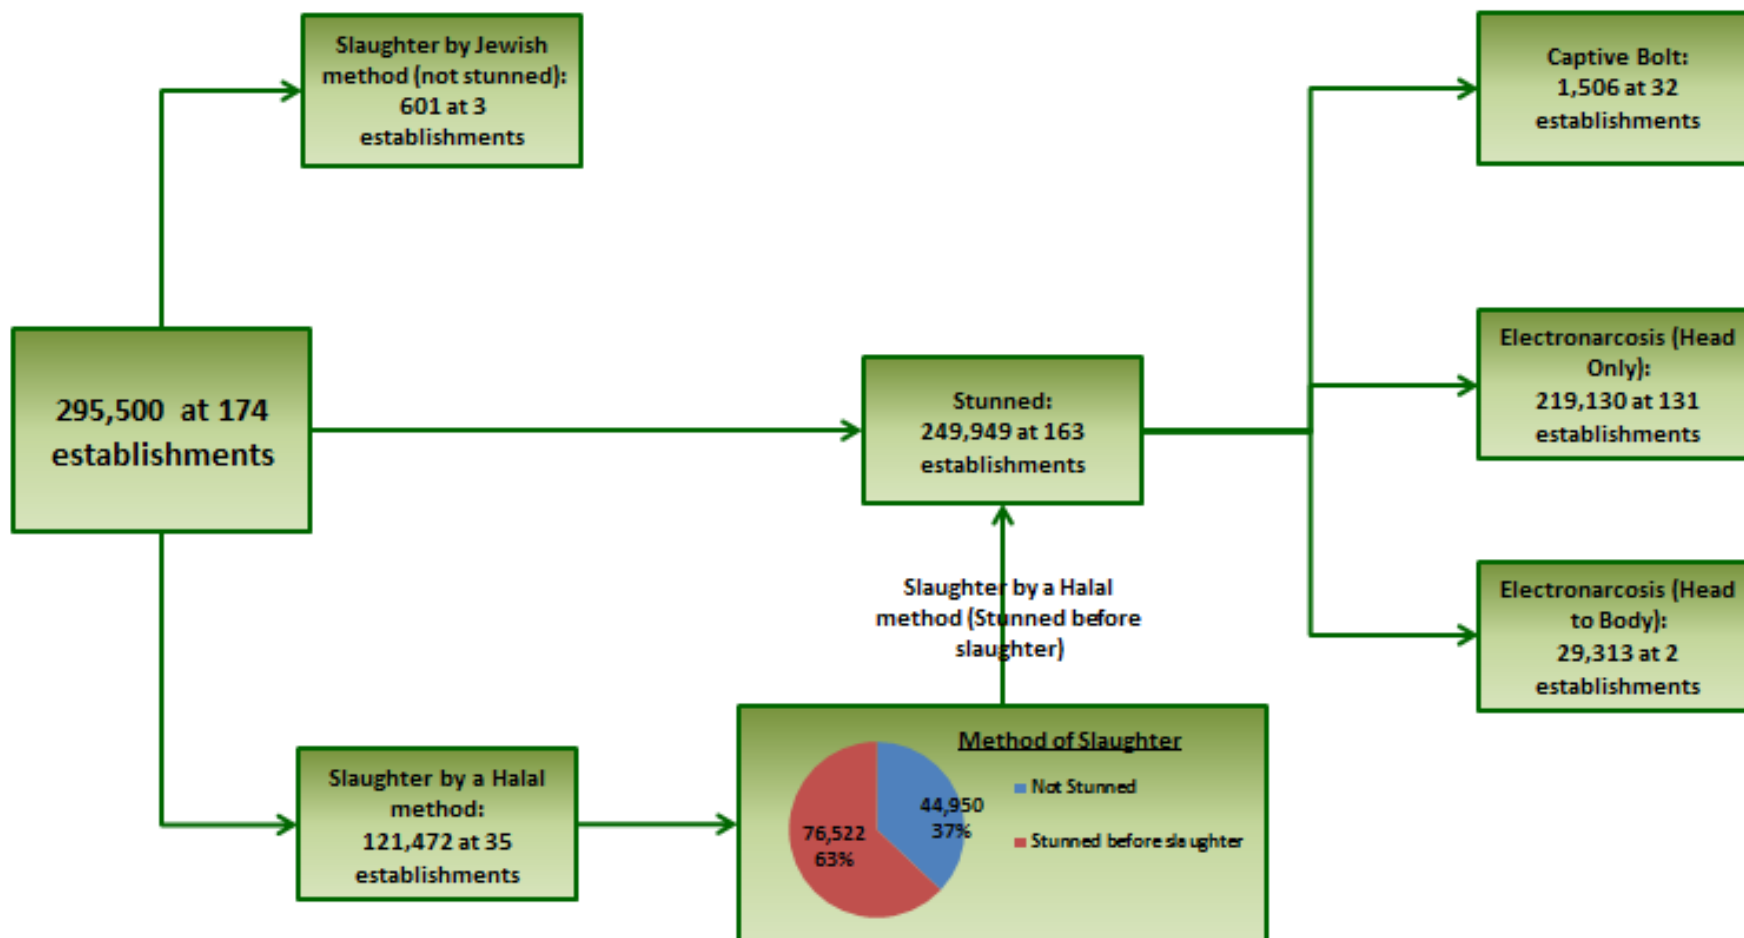 Slaughter by Jewish
method (not stunned):
601 at 3
establishments
Captive Bolt:
1,506 at 32
establishments
295,500 at 174
establishments
Stunned:
249,949 at 163
establishments
Electronarcosis (Head
Only):
219,130 at 131
establishments
Slaughter by a Halal
method (Stunned before
slaughter)
Electronarcosis (Head
to Body):
29,313 at 2
establishments
Slaughter by a Halal
method:
121,472 at 35
establishments
Method of Slaughter
Not Stunned
Stunned before slaughter
44,950
37%
76,522
63%